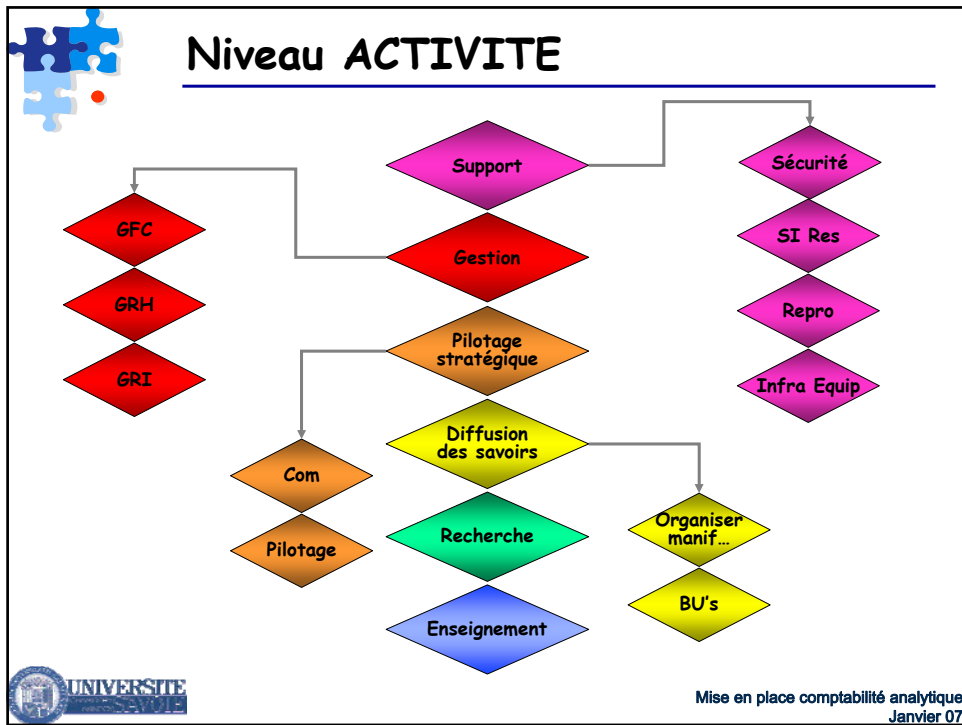 Niveau ACTIVITE
Support
Sécurité
GFC
SI Res
Gestion
GRH
Repro
Pilotage
stratégique
GRI
Infra Equip
Diffusion
des savoirs
Com
Organiser
manif…
Recherche
Pilotage
BU's
Enseignement
UNIVERSITE
SAVOIE
Mise en place comptabilité analytique
Janvier 07